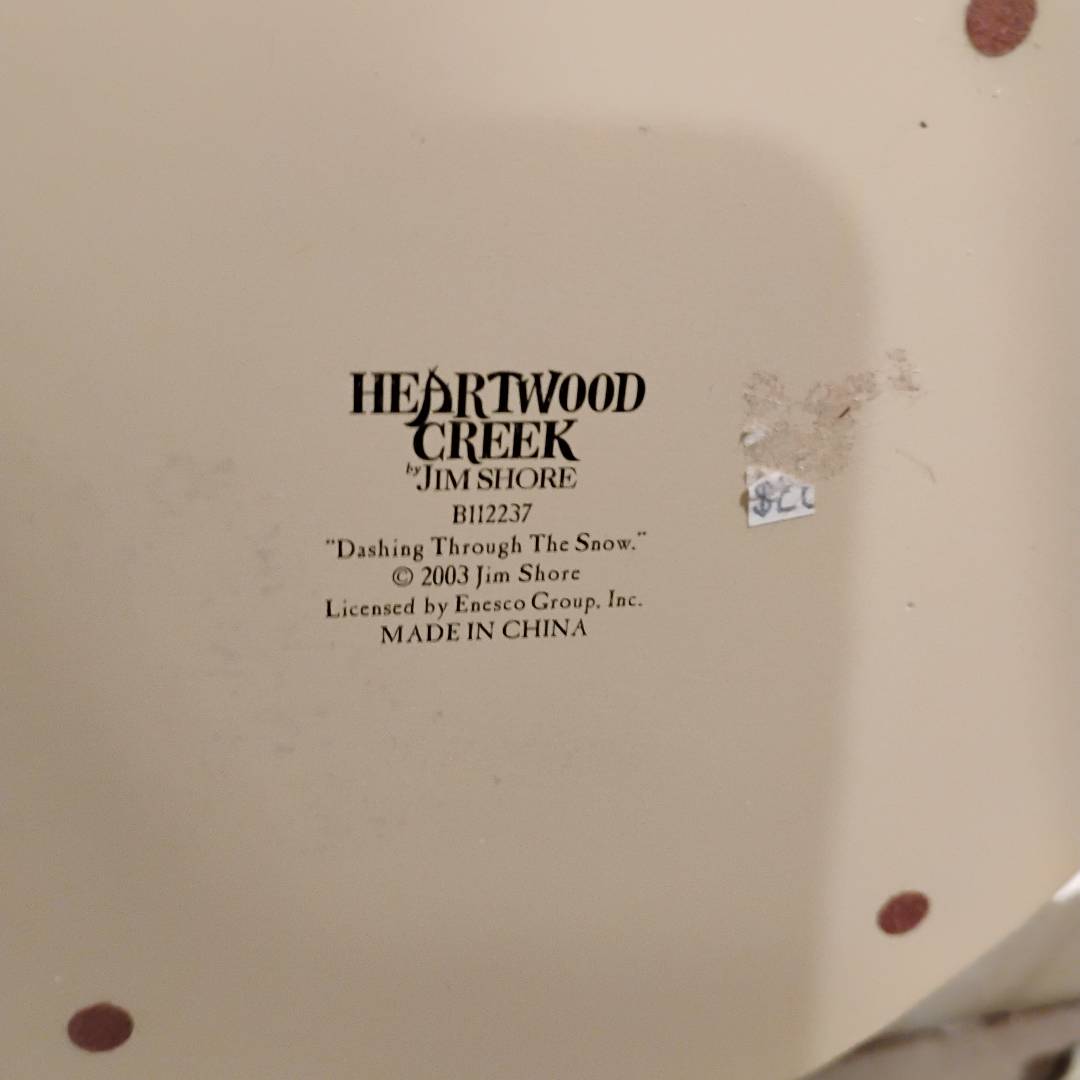 HEARTWOOD
CREEK
by JIM SHORE
B112237
"Dashing Through The Snow."
© 2003 Jim Shore
Licensed by Enesco Group, Inc.
MADE IN CHINA